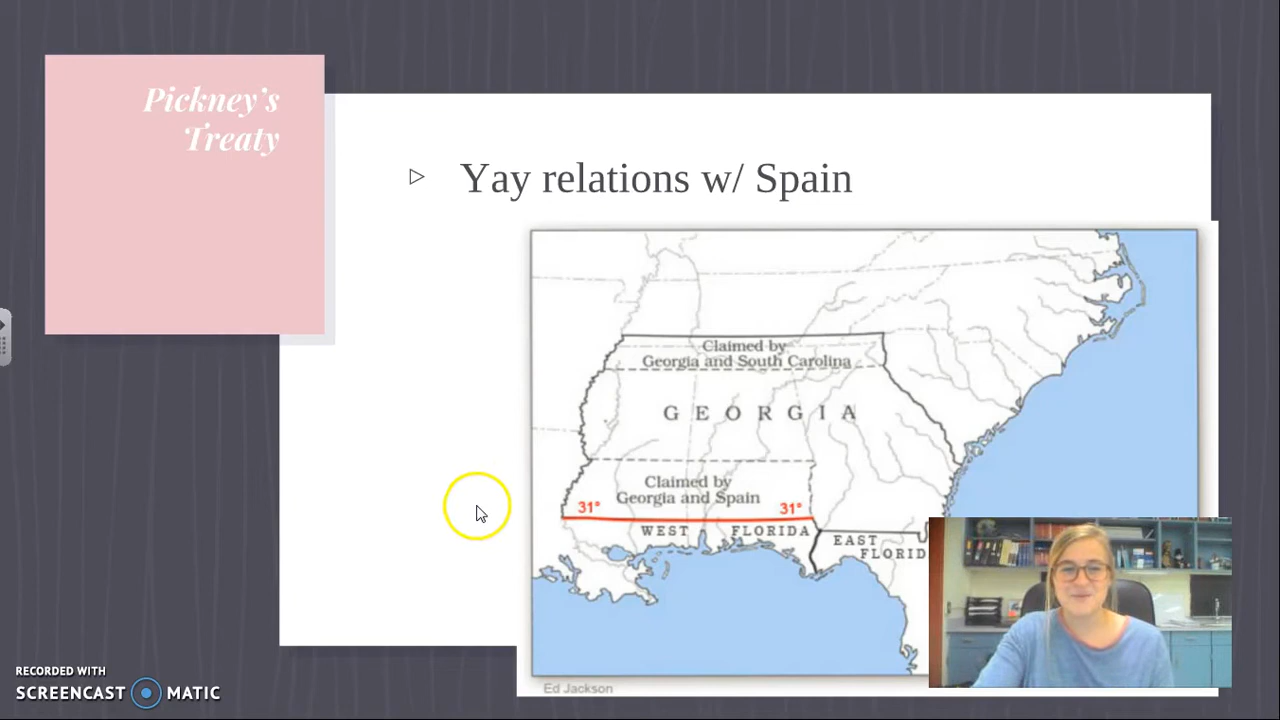 Pickney's
Treaty
Yay relations w/ Spain
Claimed by
Georgia and South Carolina
GEORGIA
Claimed by
Georgia and Spain
31° 31°
WEST FLORIDA
EAST
FLORID
Ed Jackson
RECORDED WITH
SCREENCAST MATIC